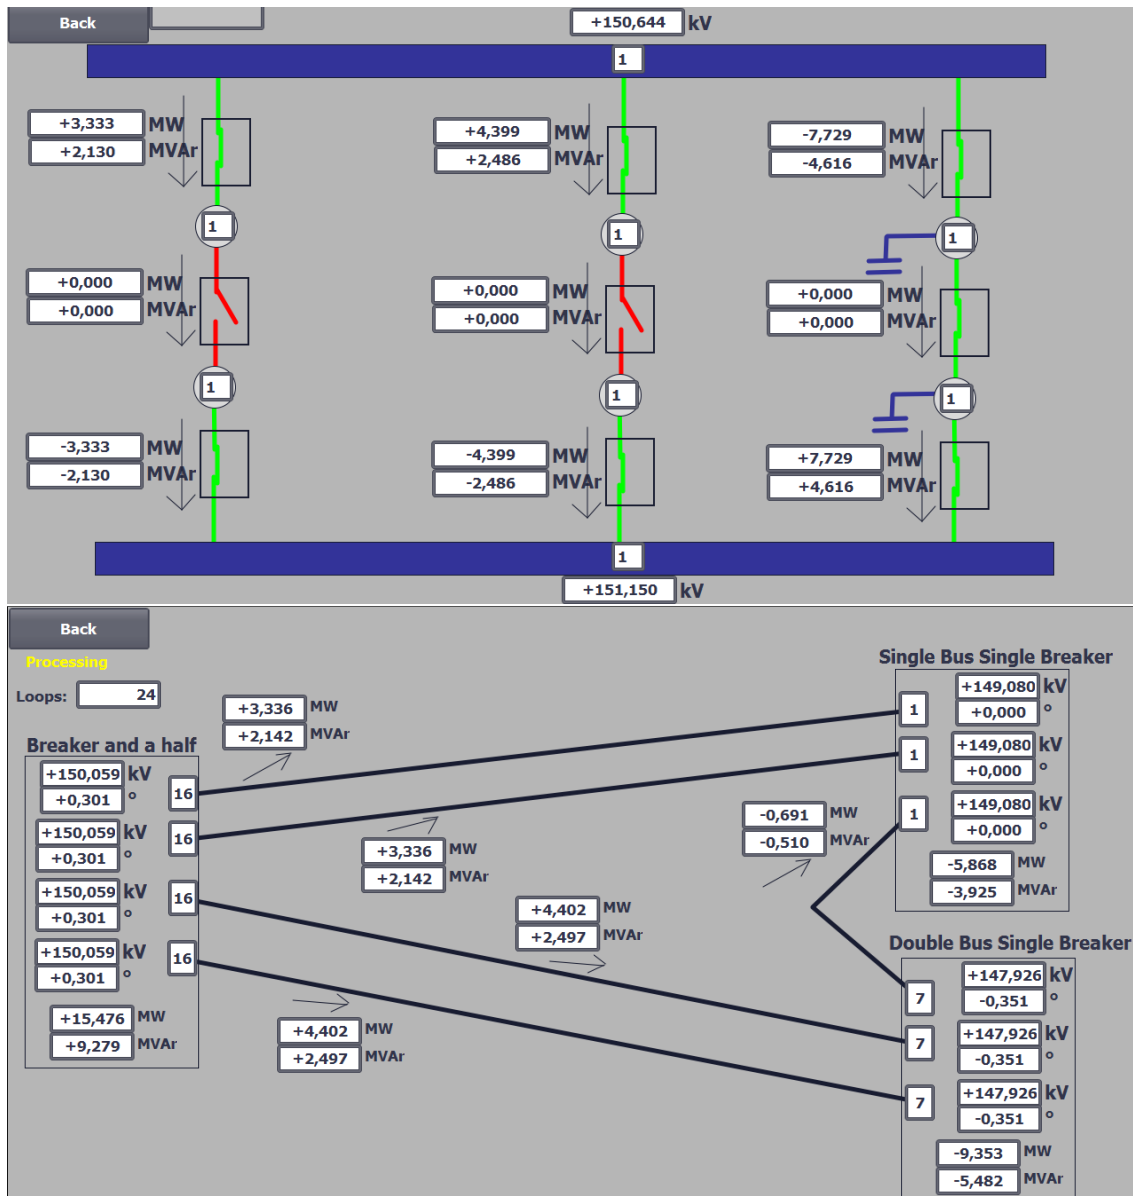 Back
+150,644 kV
1
+3,333 MW
+2,130 MVAr
+4,399 MW
+2,486 MVAr
-7,729 MW
-4,616 MVAr
1
1
1
+0,000 MW
+0,000 MVAr
+0,000 MW
+0,000 MVAr
+0,000 MW
+0,000 MVAr
1
1
1
-3,333 MW
-2,130 MVAr
-4,399 MW
-2,486 MVAr
+7,729 MW
+4,616 MVAr
1
+151,150 kV
Back
Processing
Loops: 24
Breaker and a half
+150,059 kV
+0,301 °
16
+150,059 kV
+0,301 °
16
+150,059 kV
+0,301 °
16
+150,059 kV
+0,301 °
16
+15,476 MW
+9,279 MVAr
+3,336 MW
+2,142 MVAr
+3,336 MW
+2,142 MVAr
+4,402 MW
+2,497 MVAr
+4,402 MW
+2,497 MVAr
-0,691 MW
-0,510 MVAr
Single Bus Single Breaker
1
+149,080 kV
+0,000 °
1
+149,080 kV
+0,000 °
1
+149,080 kV
+0,000 °
-5,868 MW
-3,925 MVAr
Double Bus Single Breaker
7
+147,926 kV
-0,351 °
7
+147,926 kV
-0,351 °
7
+147,926 kV
-0,351 °
-9,353 MW
-5,482 MVAr